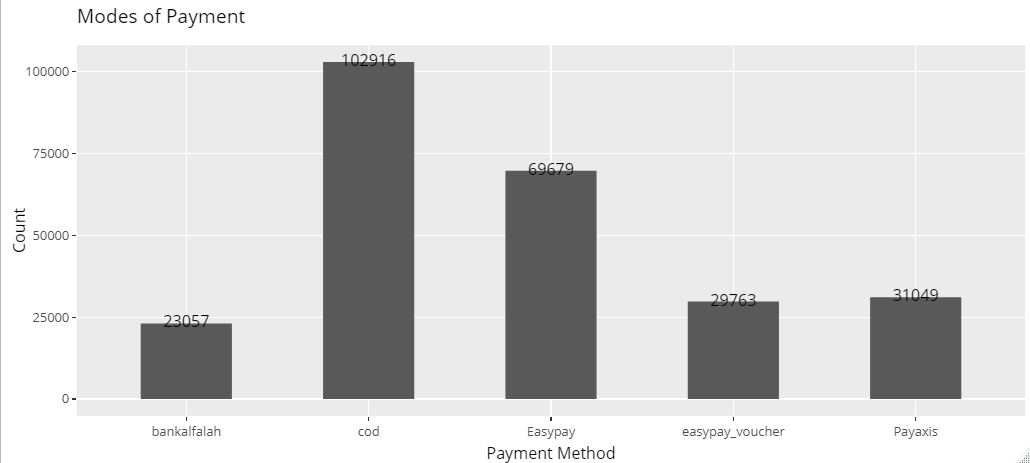 Modes of Payment
100000
75000
50000
25000
0
Count
23057
102916
69679
29763
31049
bankalfalah
cod
Easypay
easypay_voucher
Payaxis
Payment Method